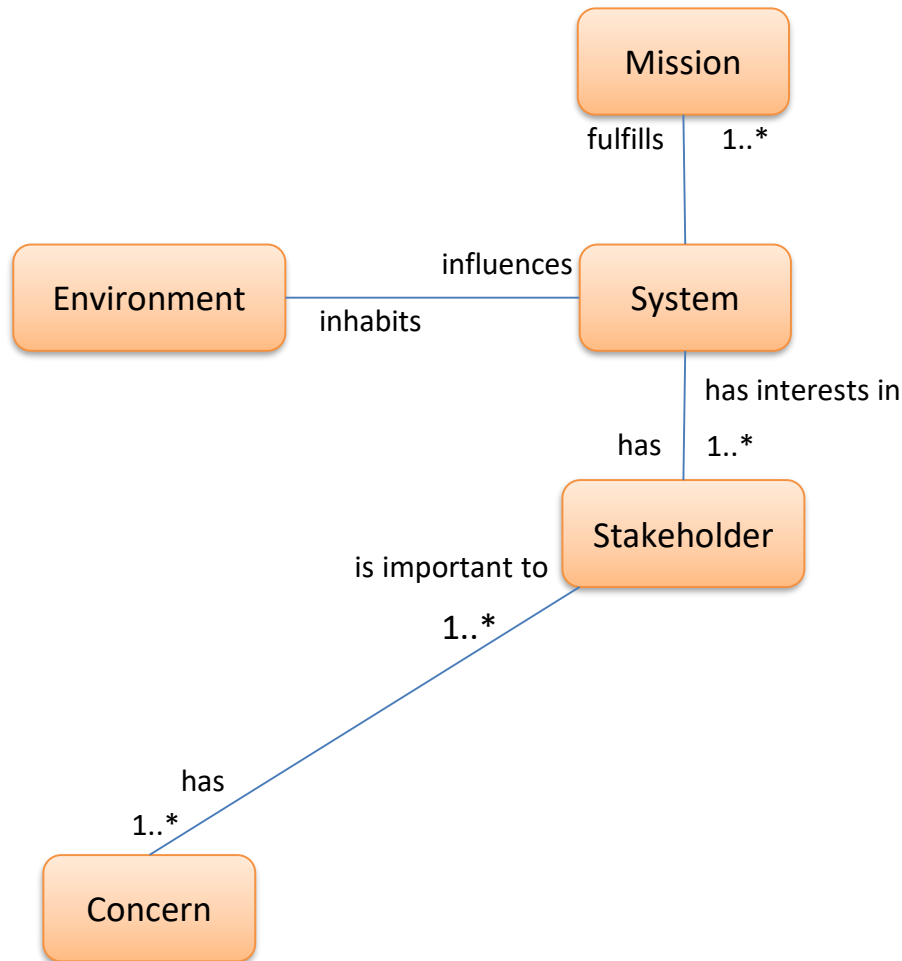 Mission
fulfills
1..*
influences
Environment
System
inhabits
has interests in
has
1..*
Stakeholder
is important to
1..*
has
1..*
Concern